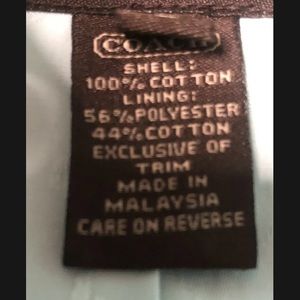 COACH
SHELL:
100% COTTON
LINING:
56% POLYESTER
44% COTTON
EXCLUSIVE OF
TRIM
MADE IN
MALAYSIA
CARE ON REVERSE